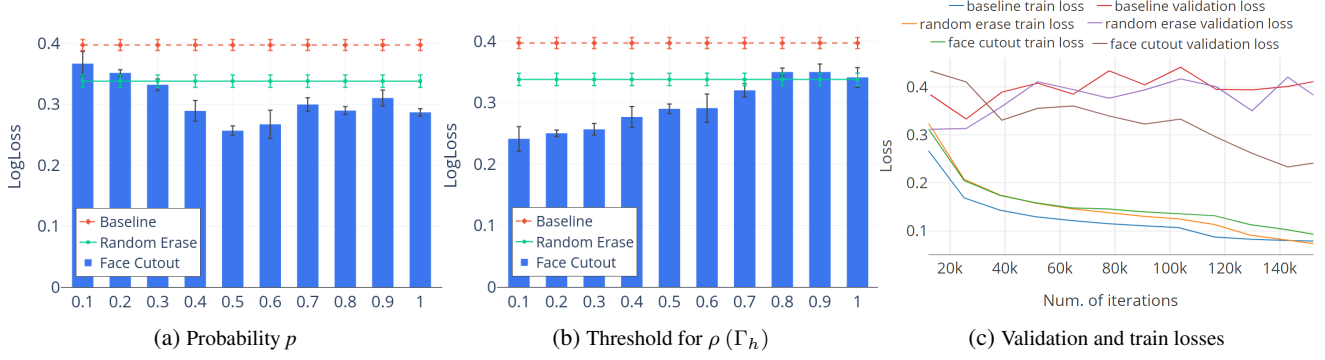 LogLoss
0.4
0.3
0.2
0.1
0
Baseline
Random Erase
Face Cutout
0.1 0.2 0.3 0.4 0.5 0.6 0.7 0.8 0.9 1
(a) Probability p
LogLoss
0.4
0.3
0.2
0.1
0
Baseline
Random Erase
Face Cutout
0.1 0.2 0.3 0.4 0.5 0.6 0.7 0.8 0.9 1
(b) Threshold for ρ (Γh)
baseline train loss baseline validation loss
random erase train loss random erase validation loss
face cutout train loss face cutout validation loss
Loss
0.3
0.2
0.1
20k 40k 60k 80k 100k 120k 140k
Num. of iterations
(c) Validation and train losses